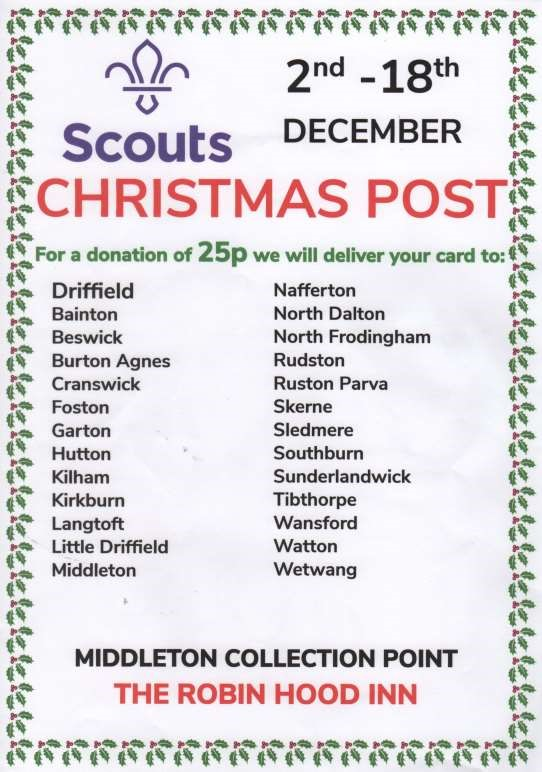 2nd -18th
DECEMBER
Scouts
CHRISTMAS POST
For a donation of 25p we will deliver your card to:
Driffield
Bainton
Beswick
Burton Agnes
Cranswick
Foston
Garton
Hutton
Kilham
Kirkburn
Langtoft
Little Driffield
Middleton
Nafferton
North Dalton
North Frodingham
Rudston
Ruston Parva
Skerne
Sledmere
Southburn
Sunderlandwick
Tibthorpe
Wansford
Watton
Wetwang
MIDDLETON COLLECTION POINT
THE ROBIN HOOD INN